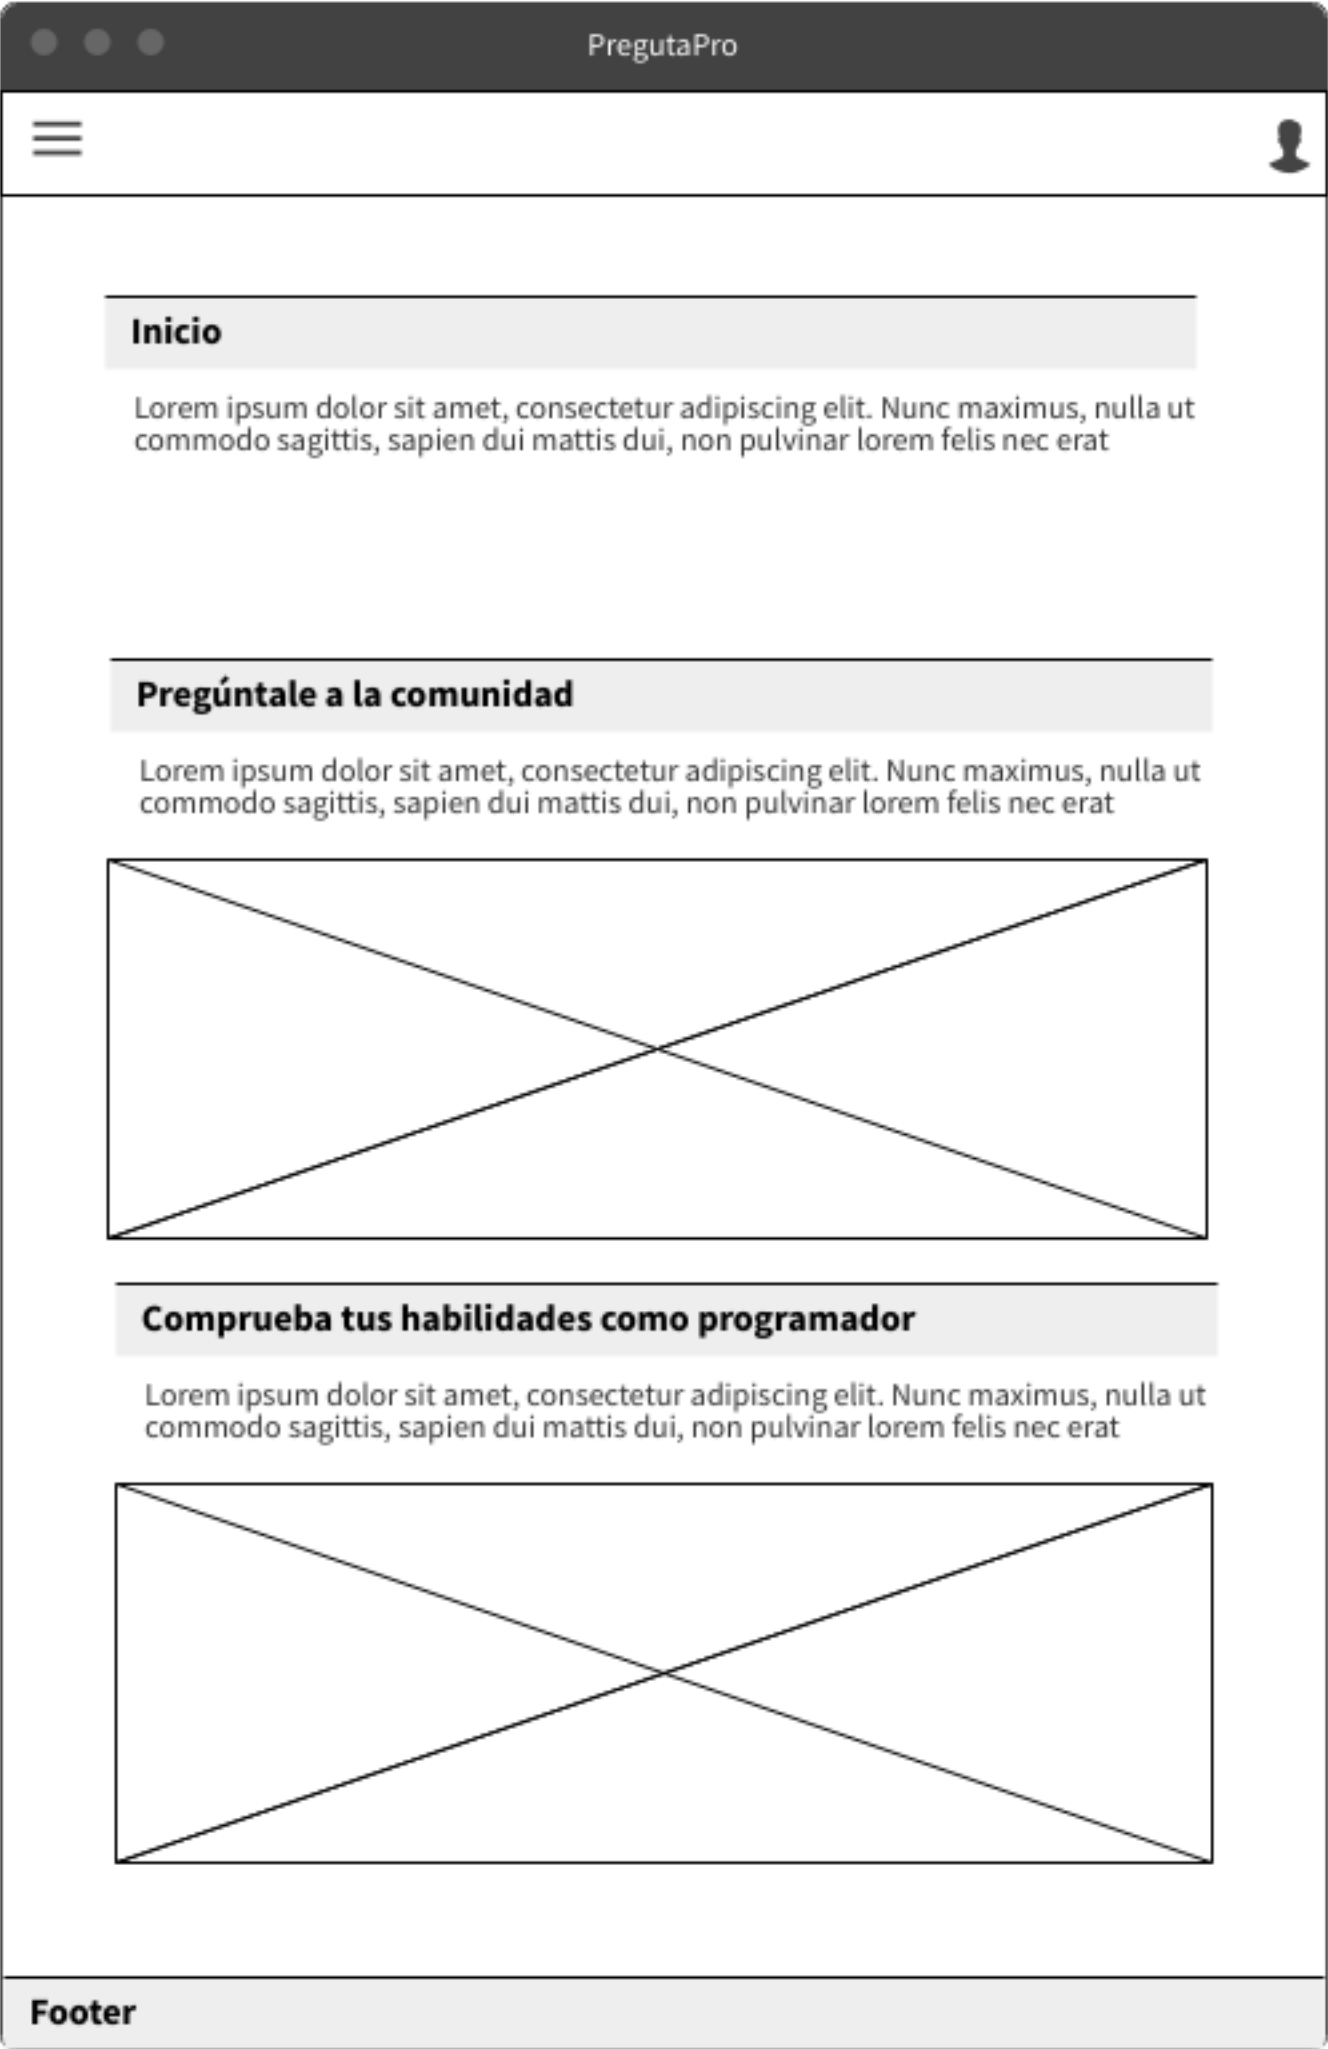 PregutaPro
Inicio
Lorem ipsum dolor sit amet, consectetur adipiscing elit. Nunc maximus, nulla ut
commodo sagittis, sapien dui mattis dui, non pulvinar lorem felis nec erat
Pregúntale a la comunidad
Lorem ipsum dolor sit amet, consectetur adipiscing elit. Nunc maximus, nulla ut
commodo sagittis, sapien dui mattis dui, non pulvinar lorem felis nec erat
Comprueba tus habilidades como programador
Lorem ipsum dolor sit amet, consectetur adipiscing elit. Nunc maximus, nulla ut
commodo sagittis, sapien dui mattis dui, non pulvinar lorem felis nec erat
Footer